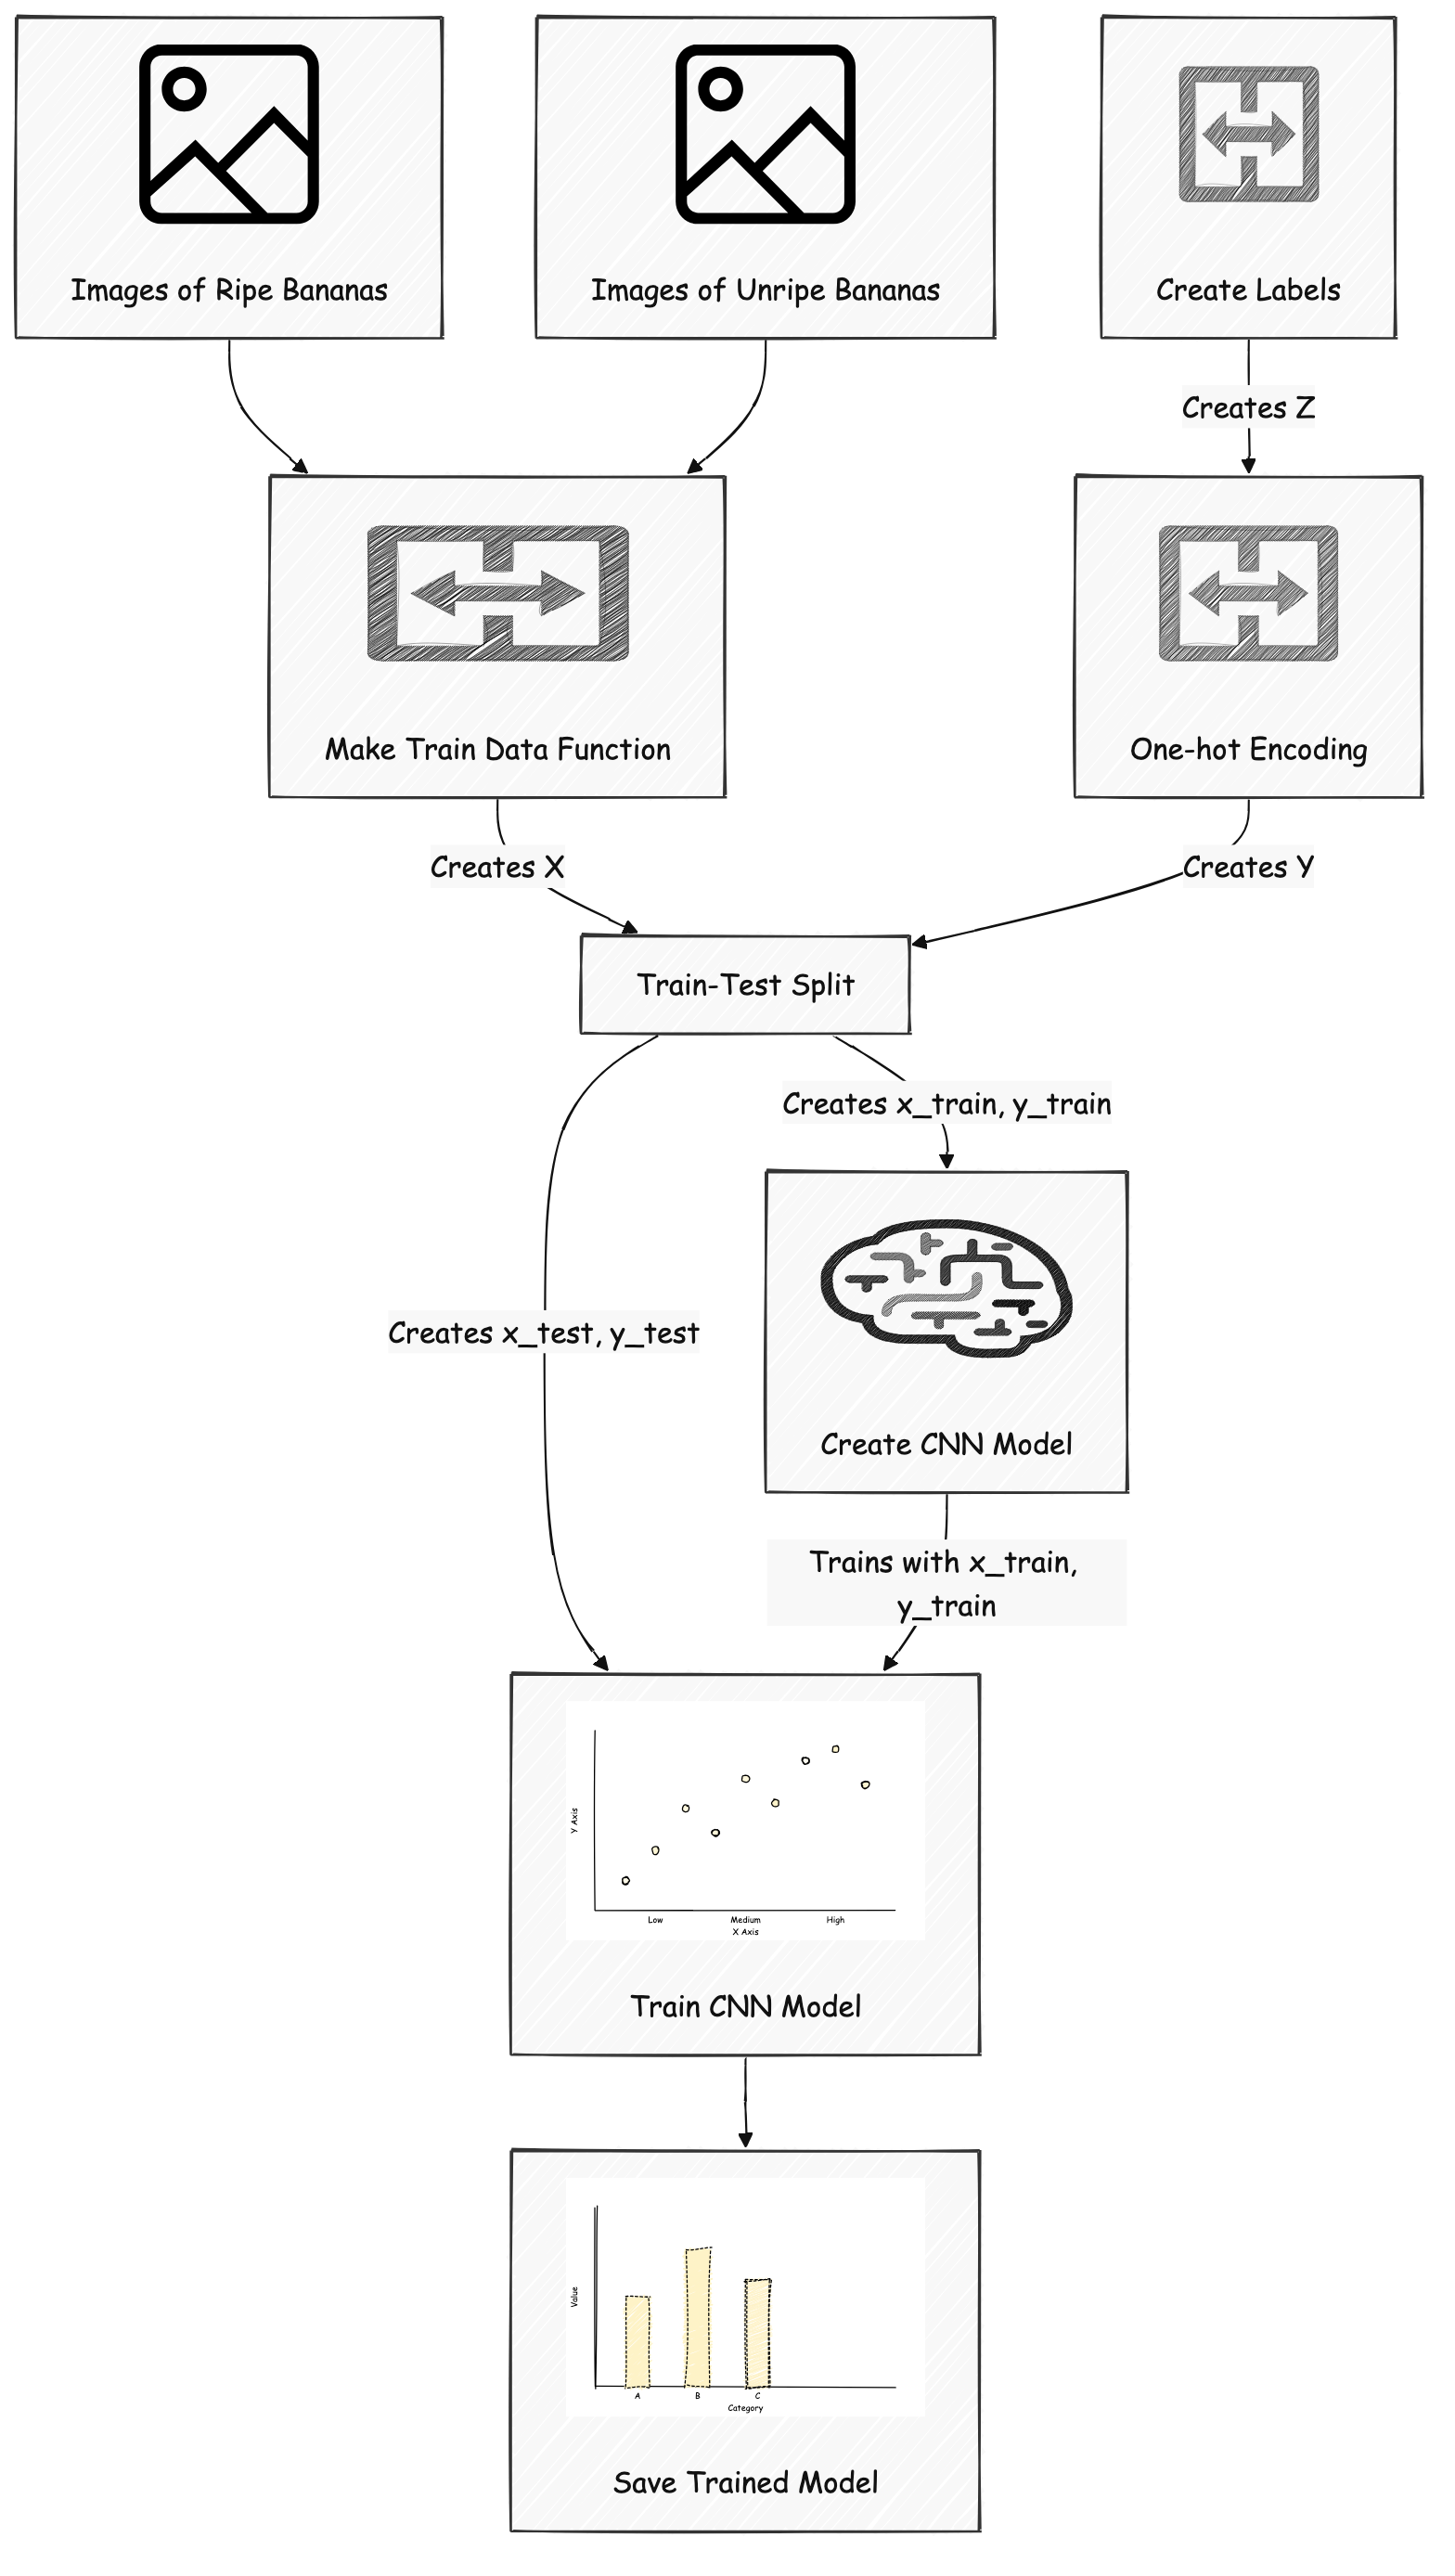 Images of Ripe Bananas
Images of Unripe Bananas
Create Labels
Creates Z
Make Train Data Function
One-hot Encoding
Creates X
Creates Y
Train-Test Split
Creates x_train, y_train
Creates x_test, y_test
Create CNN Model
Trains with x_train,
y_train
Y Axis
Low
Medium
High
X Axis
Train CNN Model
Value
A
B
C
Category
Save Trained Model